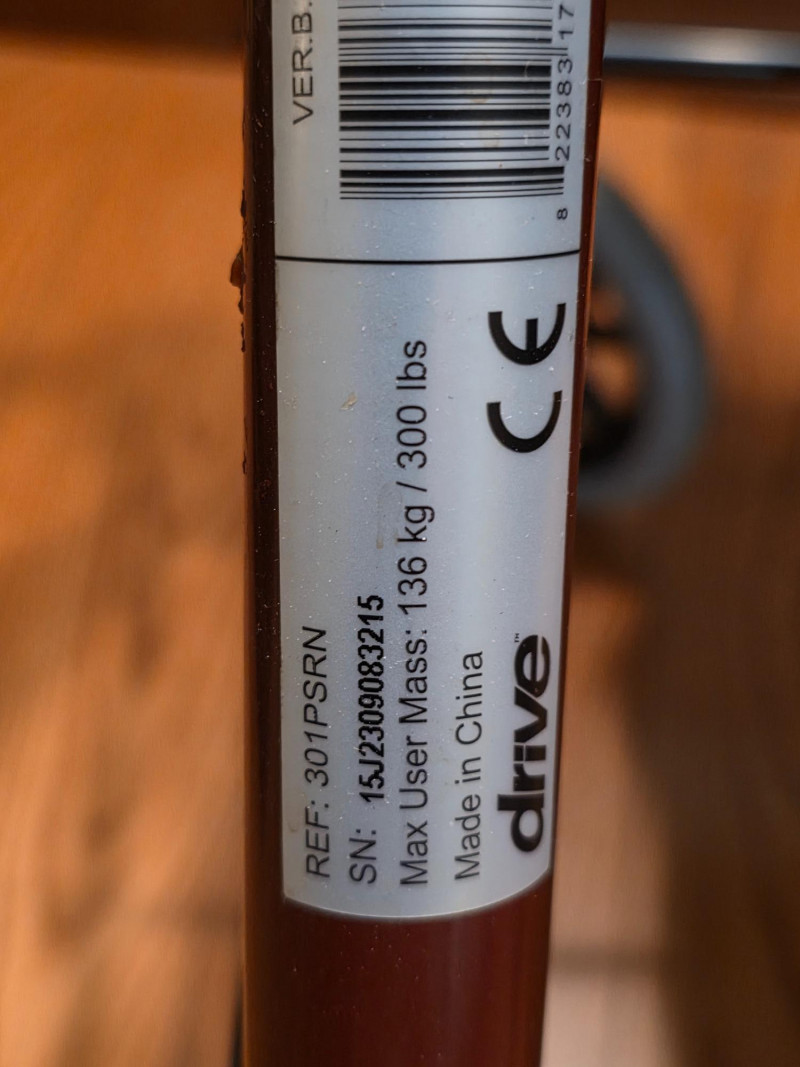 VER.B.
8 22383 17
REF: 301PSRN
SN: 15J2309083215
Max User Mass: 136 kg / 300 lbs
Made in China
CE
drive™